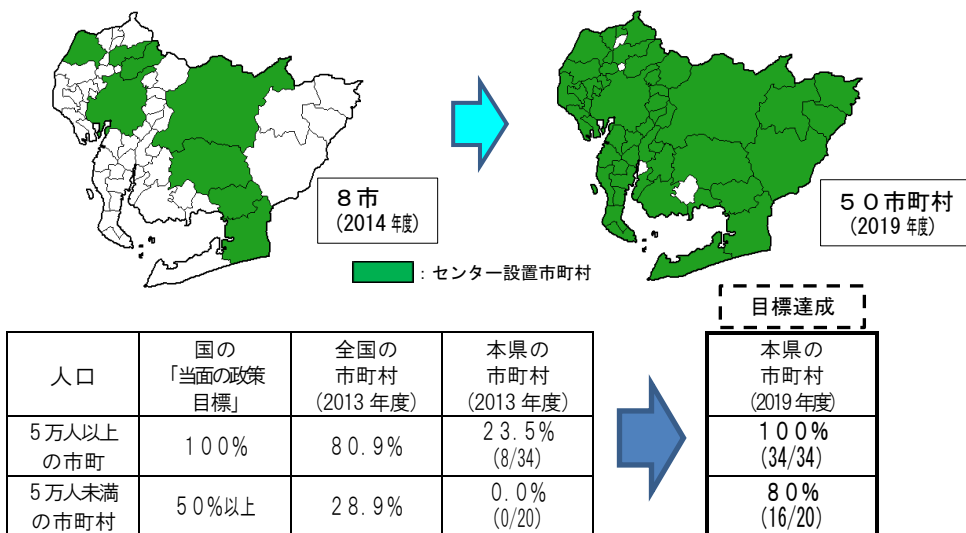 8市
(2014 年度)
50市町村
(2019 年度)
：センター設置市町村
目標達成
人口
国の
「当面の政策
目標」
全国の
市町村
(2013 年度)
本県の
市町村
(2013 年度)
本県の
市町村
(2019 年度)
5万人以上
の市町
100%
80.9%
23.5%
(8/34)
100%
(34/34)
5万人未満
の市町村
50%以上
28.9%
0.0%
(0/20)
80%
(16/20)